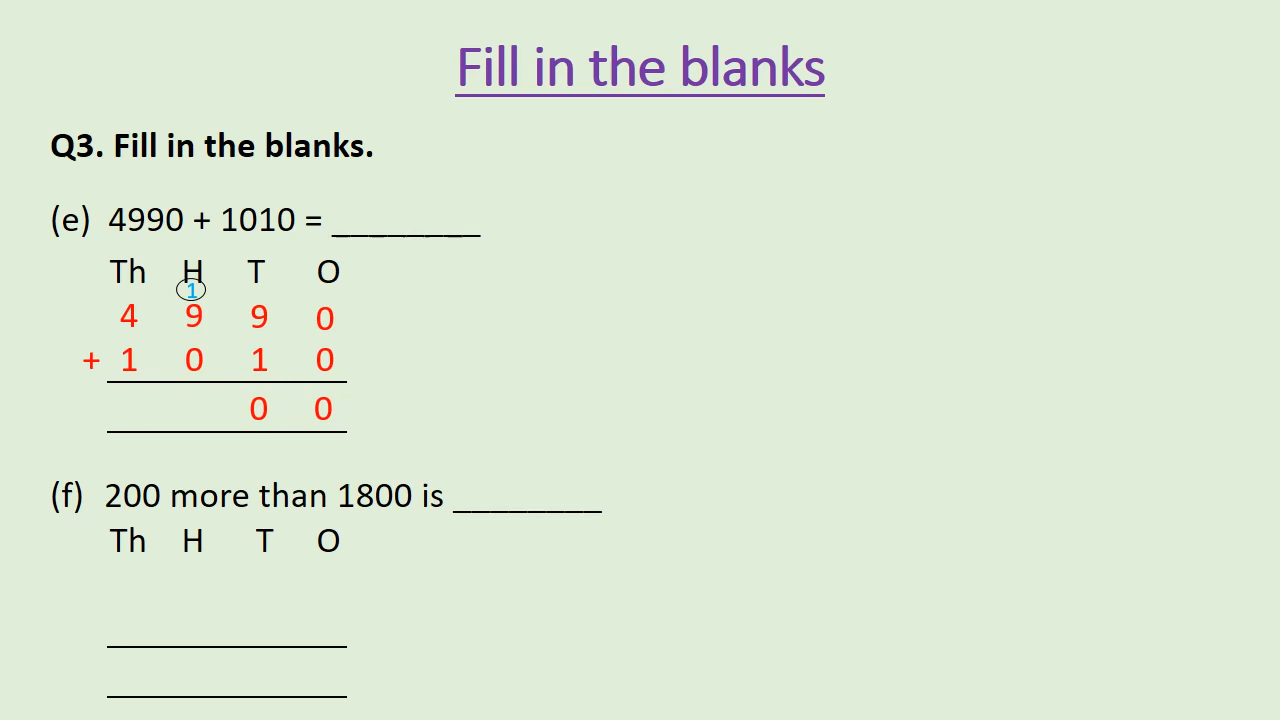 Fill in the blanks
Q3. Fill in the blanks.
(e) 4990 + 1010 = ________
Th H T O
1
4 9 9 0
+ 1 0 1 0
0 0
(f) 200 more than 1800 is ________
Th H T O